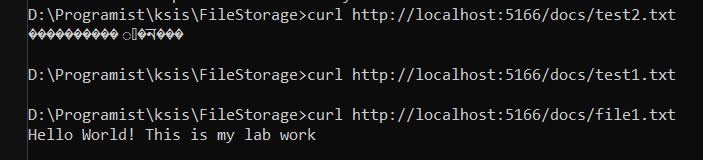 D:\Programist\ksis\FileStorage>curl http://localhost:5166/docs/test2.txt
D:\Programist\ksis\FileStorage>curl http://localhost:5166/docs/test1.txt
D:\Programist\ksis\FileStorage>curl http://localhost:5166/docs/file1.txt
Hello World! This is my lab work